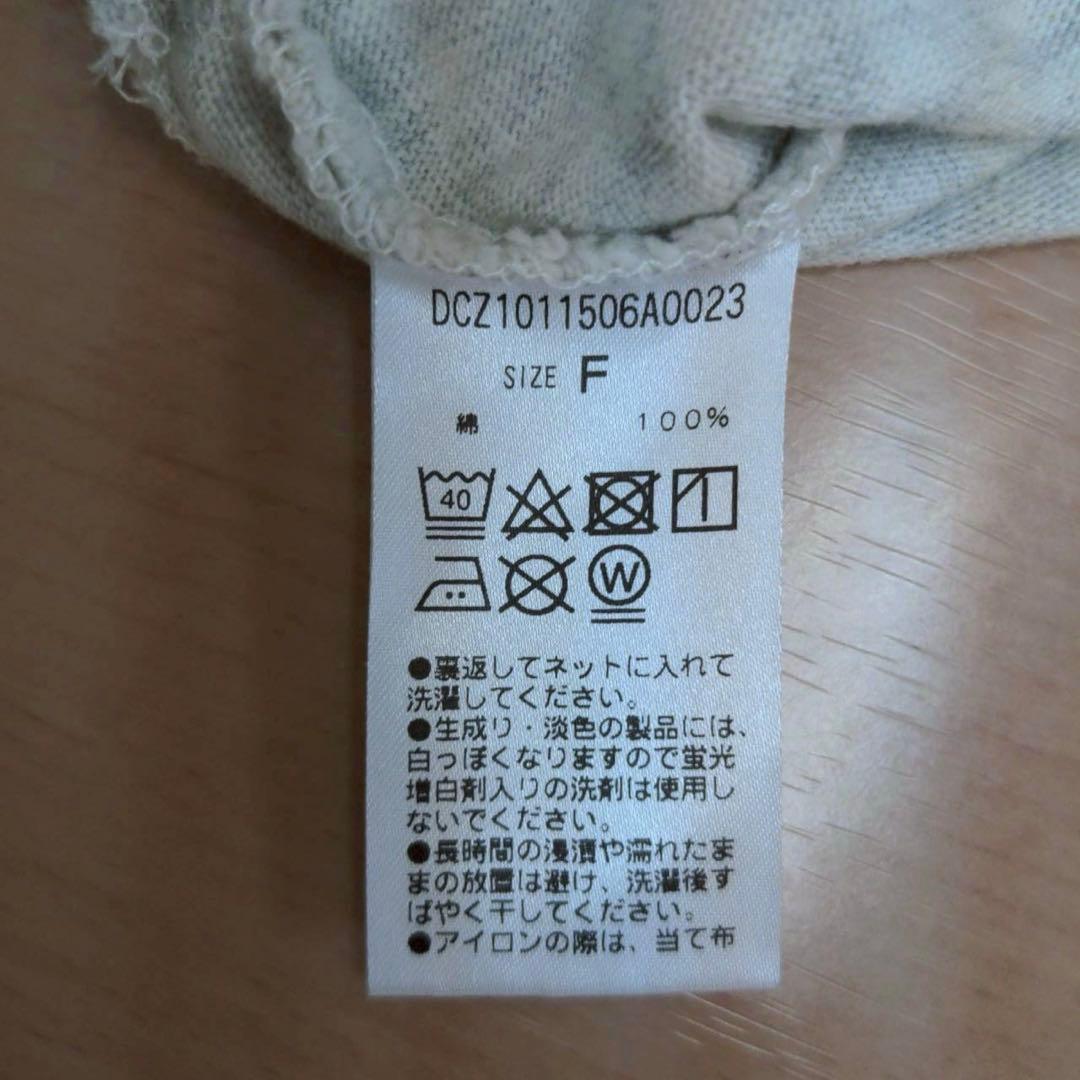 DCZ1011506A0023
SIZE F
綿 100%
40
W
●裏返してネットに入れて
洗濯してください。
●生成り・淡色の製品には、
白っぽくなりますので蛍光
増白剤入りの洗剤は使用し
ないでください。
●長時間の浸漬や濡れたま
まの放置は避け、洗濯後す
ばやく干してください。
●アイロンの際は、当て布